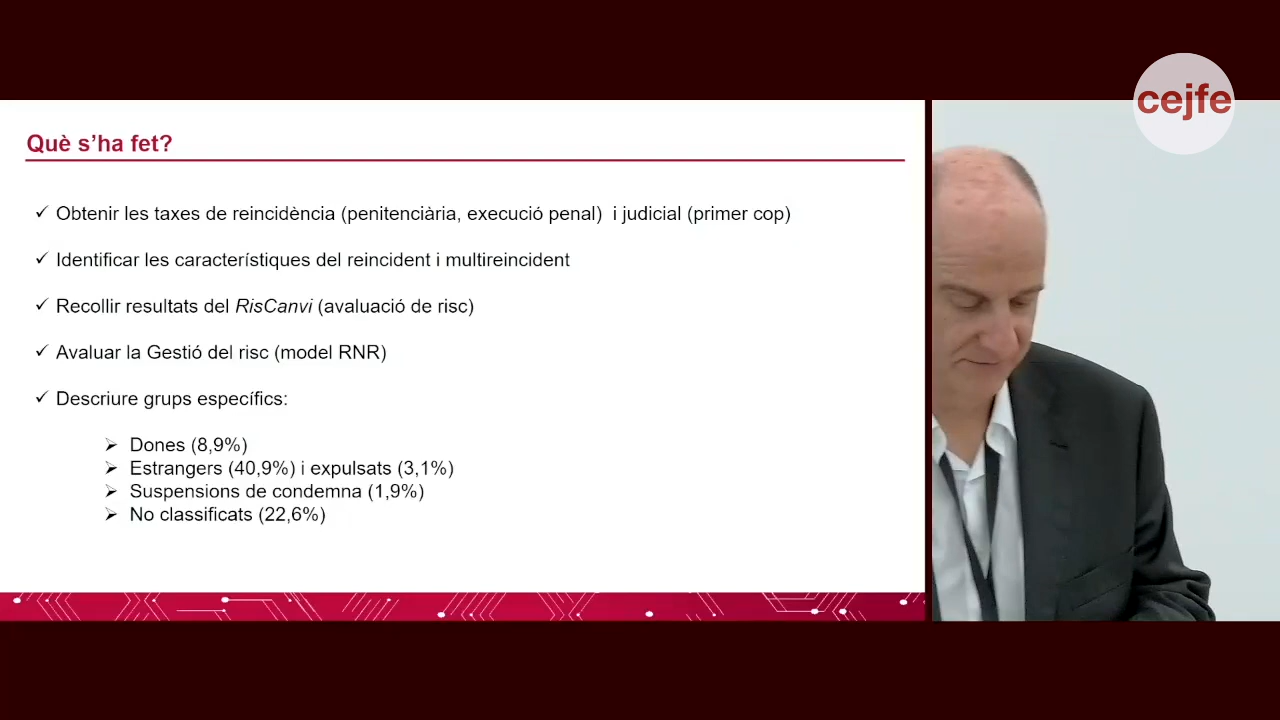 cejfe
Què s'ha fet?
✓ Obtenir les taxes de reincidència (penitenciària, execució penal) i judicial (primer cop)
✓ Identificar les característiques del reincident i multireincident
✓ Recollir resultats del RisCanvi (avaluació de risc)
✓ Avaluar la Gestió del risc (model RNR)
✓ Descriure grups específics:
➢ Dones (8,9%)
➢ Estrangers (40,9%) i expulsats (3,1%)
➢ Suspensions de condemna (1,9%)
➢ No classificats (22,6%)